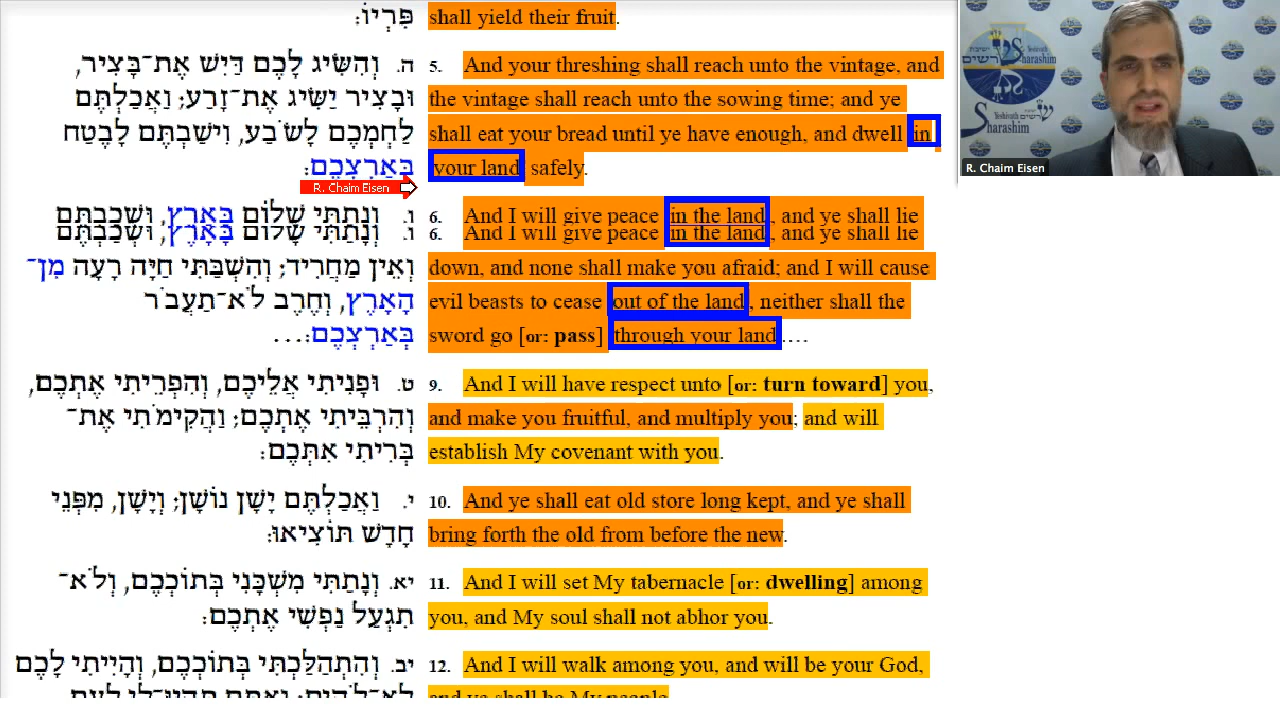 פִּרְיוֹ׃
shall yield their fruit.
ה. וְהִשִּׂיג לָכֶם דַּיִשׁ אֶת־בָּצִיר,
וּבָצִיר יַשִּׂיג אֶת־זָרַע; וַאֲכַלְתֶּם
לַחְמְכֶם לָשֹׂבַע, וִישַׁבְתֶּם לָבֶטַח
בְּאַרְצְכֶם׃
5. And your threshing shall reach unto the vintage, and
the vintage shall reach unto the sowing time; and ye
shall eat your bread until ye have enough, and dwell in
your land safely.
R. Chaim Eisen
ו. וְנָתַתִּי שָׁלוֹם בָּאָרֶץ, וּשְׁכַבְתֶּם
ו. וְנָתַתִּי שָׁלוֹם בָּאָרֶץ, וּשְׁכַבְתֶּם
וְאֵין מַחֲרִיד; וְהִשְׁבַּתִּי חַיָּה רָעָה מִן־
הָאָרֶץ, וְחֶרֶב לֹא־תַעֲבֹר
בְּאַרְצְכֶם׃...
6. And I will give peace in the land, and ye shall lie
6. And I will give peace in the land, and ye shall lie
down, and none shall make you afraid; and I will cause
evil beasts to cease out of the land, neither shall the
sword go [or: pass] through your land....
ט. וּפָנִיתִי אֲלֵיכֶם, וְהִפְרֵיתִי אֶתְכֶם,
וְהִרְבֵּיתִי אֶתְכֶם; וַהֲקִימֹתִי אֶת־
בְּרִיתִי אִתְּכֶם׃
9. And I will have respect unto [or: turn toward] you,
and make you fruitful, and multiply you; and will
establish My covenant with you.
י. וַאֲכַלְתֶּם יָשָׁן נוֹשָׁן; וְיָשָׁן, מִפְּנֵי
חָדָשׁ תּוֹצִיאוּ׃
10. And ye shall eat old store long kept, and ye shall
bring forth the old from before the new.
יא. וְנָתַתִּי מִשְׁכָּנִי בְּתוֹכְכֶם, וְלֹא־
תִגְעַל נַפְשִׁי אֶתְכֶם׃
11. And I will set My tabernacle [or: dwelling] among
you, and My soul shall not abhor you.
יב. וְהִתְהַלַּכְתִּי בְּתוֹכְכֶם, וְהָיִיתִי לָכֶם
12. And I will walk among you, and will be your God,
and ye shall be My people
Yeshivath
Sharashim
R. Chaim Eisen